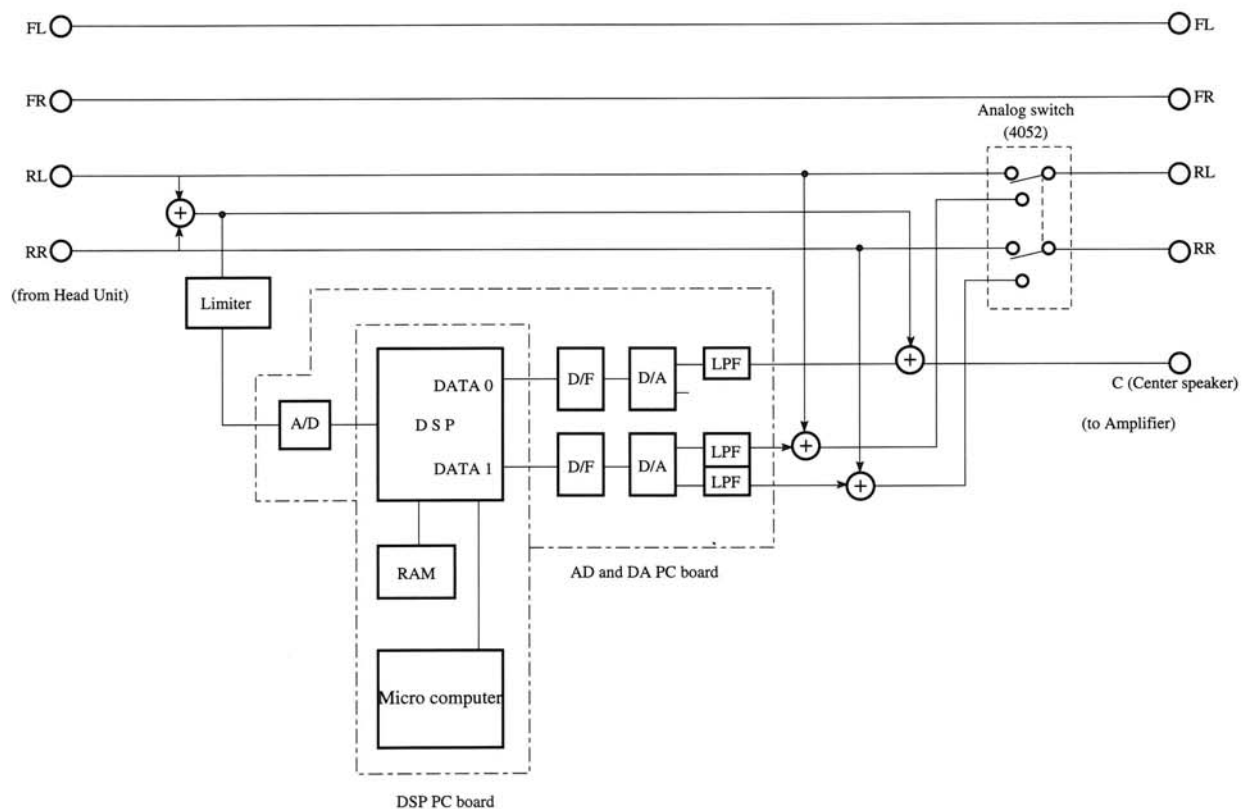 FL
FL
FR
FR
Analog switch
(4052)
RL
RL
+
RR
RR
(from Head Unit)
Limiter
DATA 0
D/F
D/A
LPF
+
C (Center speaker)
A/D
D S P
(to Amplifier)
DATA 1
D/F
D/A
LPF
+
LPF
+
RAM
AD and DA PC board
Micro computer
DSP PC board